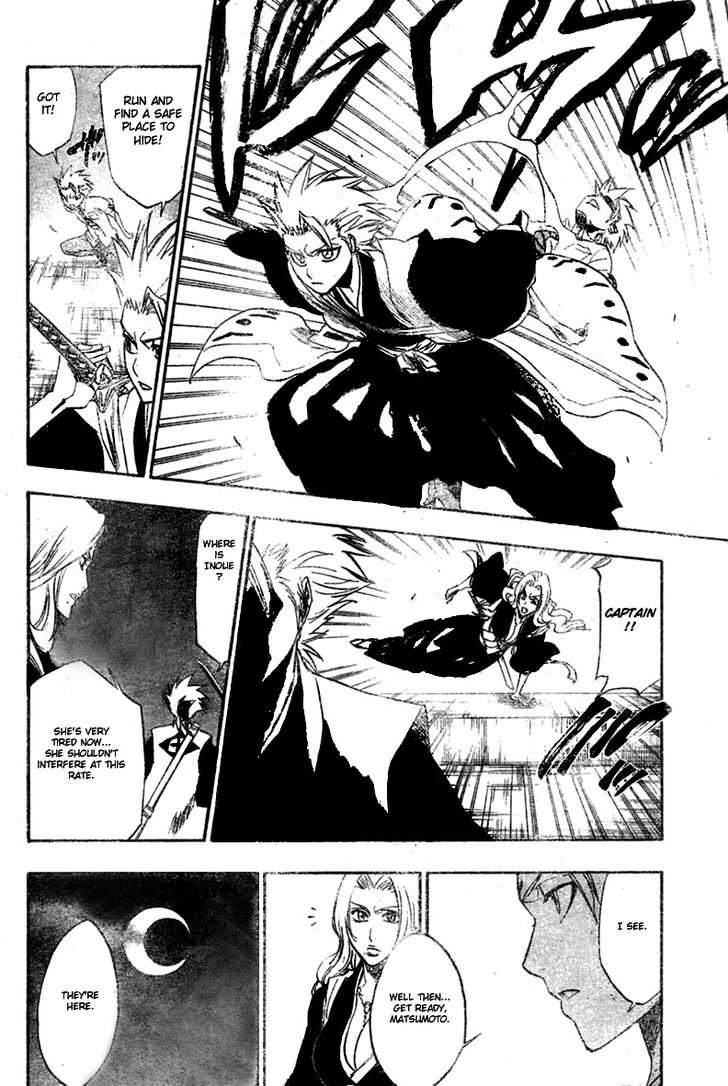 RUN AND
FIND A SAFE
PLACE TO
HIDE!
GOT
IT!
CAPTAIN
!!
WHERE
IS
INOUE
?
SHE'S VERY
TIRED NOW...
SHE SHOULDN'T
INTERFERE AT THIS
RATE.
I SEE.
WELL THEN...
GET READY,
MATSUMOTO.
THEY'RE
HERE.